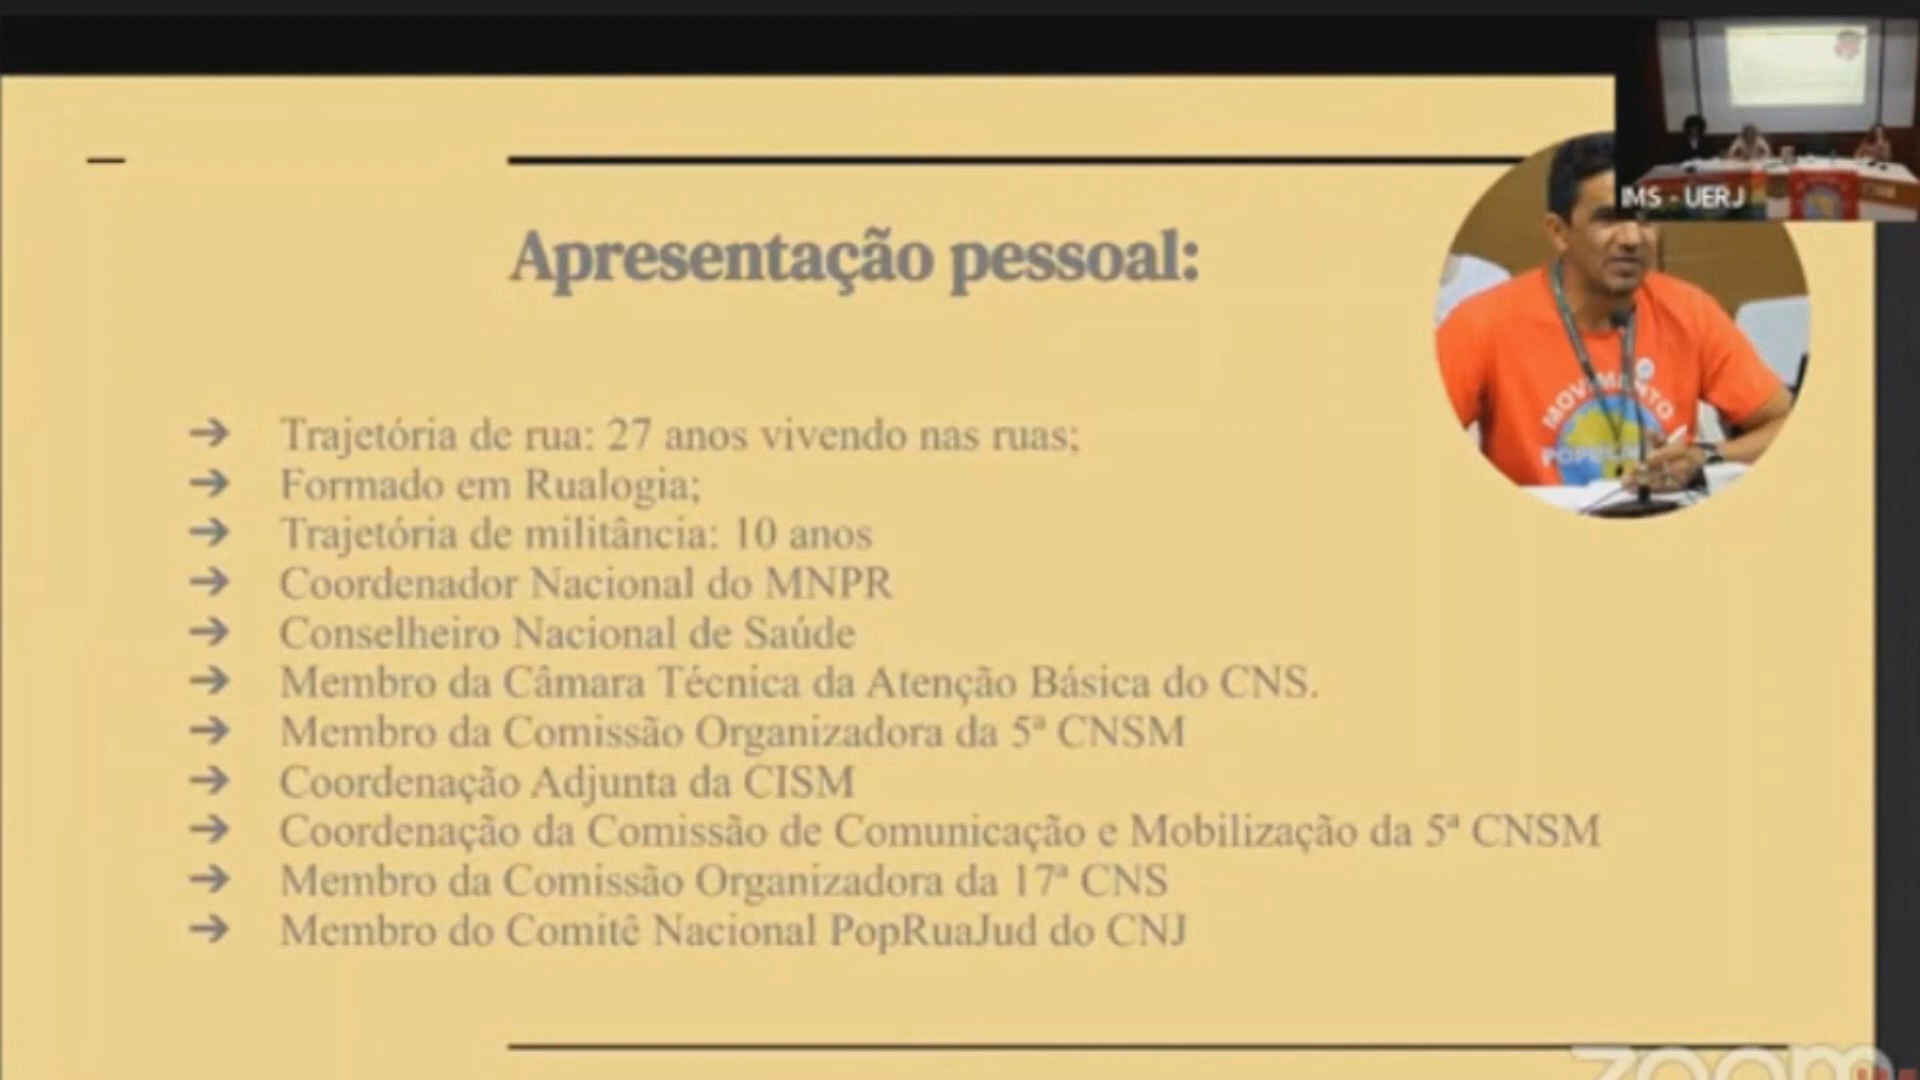 IMS - UERJ
Apresentação pessoal:
MOVIMENTO
Trajetória de rua: 27 anos vivendo nas ruas;
Formado em Rualogia;
Trajetória de militância: 10 anos
Coordenador Nacional do MNPR
Conselheiro Nacional de Saúde
Membro da Câmara Técnica da Atenção Básica do CNS.
Membro da Comissão Organizadora da 5ª CNSM
Coordenação Adjunta da CISM
Coordenação da Comissão de Comunicação e Mobilização da 5ª CNSM
Membro da Comissão Organizadora da 17ª CNS
Membro do Comitê Nacional PopRuaJud do CNJ
zoom